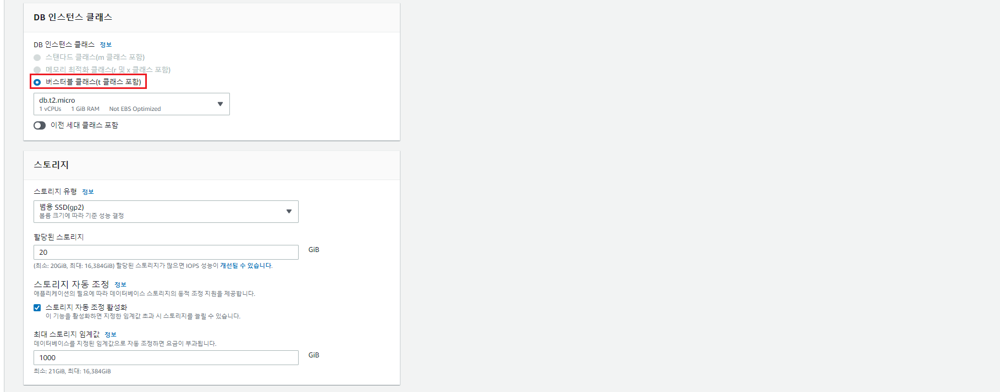 DB 인스턴스 클래스
DB 인스턴스 클래스 정보
스탠다드 클래스(m 클래스 포함)
메모리 최적화 클래스(r 및 x 클래스 포함)
버스터블 클래스(t 클래스 포함)
db.t2.micro
1 vCPUs 1 GiB RAM Not EBS Optimized
이전 세대 클래스 포함
스토리지
스토리지 유형 정보
범용 SSD(gp2)
볼륨 크기에 따라 기준 성능 결정
할당된 스토리지
20 GiB
(최소: 20GiB, 최대: 16,384GiB) 할당된 스토리지가 많으면 IOPS 성능이 개선될 수 있습니다.
스토리지 자동 조정 정보
애플리케이션의 필요에 따라 데이터베이스 스토리지의 동적 조정 지원을 제공합니다.
스토리지 자동 조정 활성화
이 기능을 활성화하면 지정한 임계값 초과 시 스토리지를 늘릴 수 있습니다.
최대 스토리지 임계값 정보
데이터베이스를 지정된 임계값으로 자동 조정하면 요금이 부과됩니다.
1000 GiB
최소: 21GiB, 최대: 16,384GiB